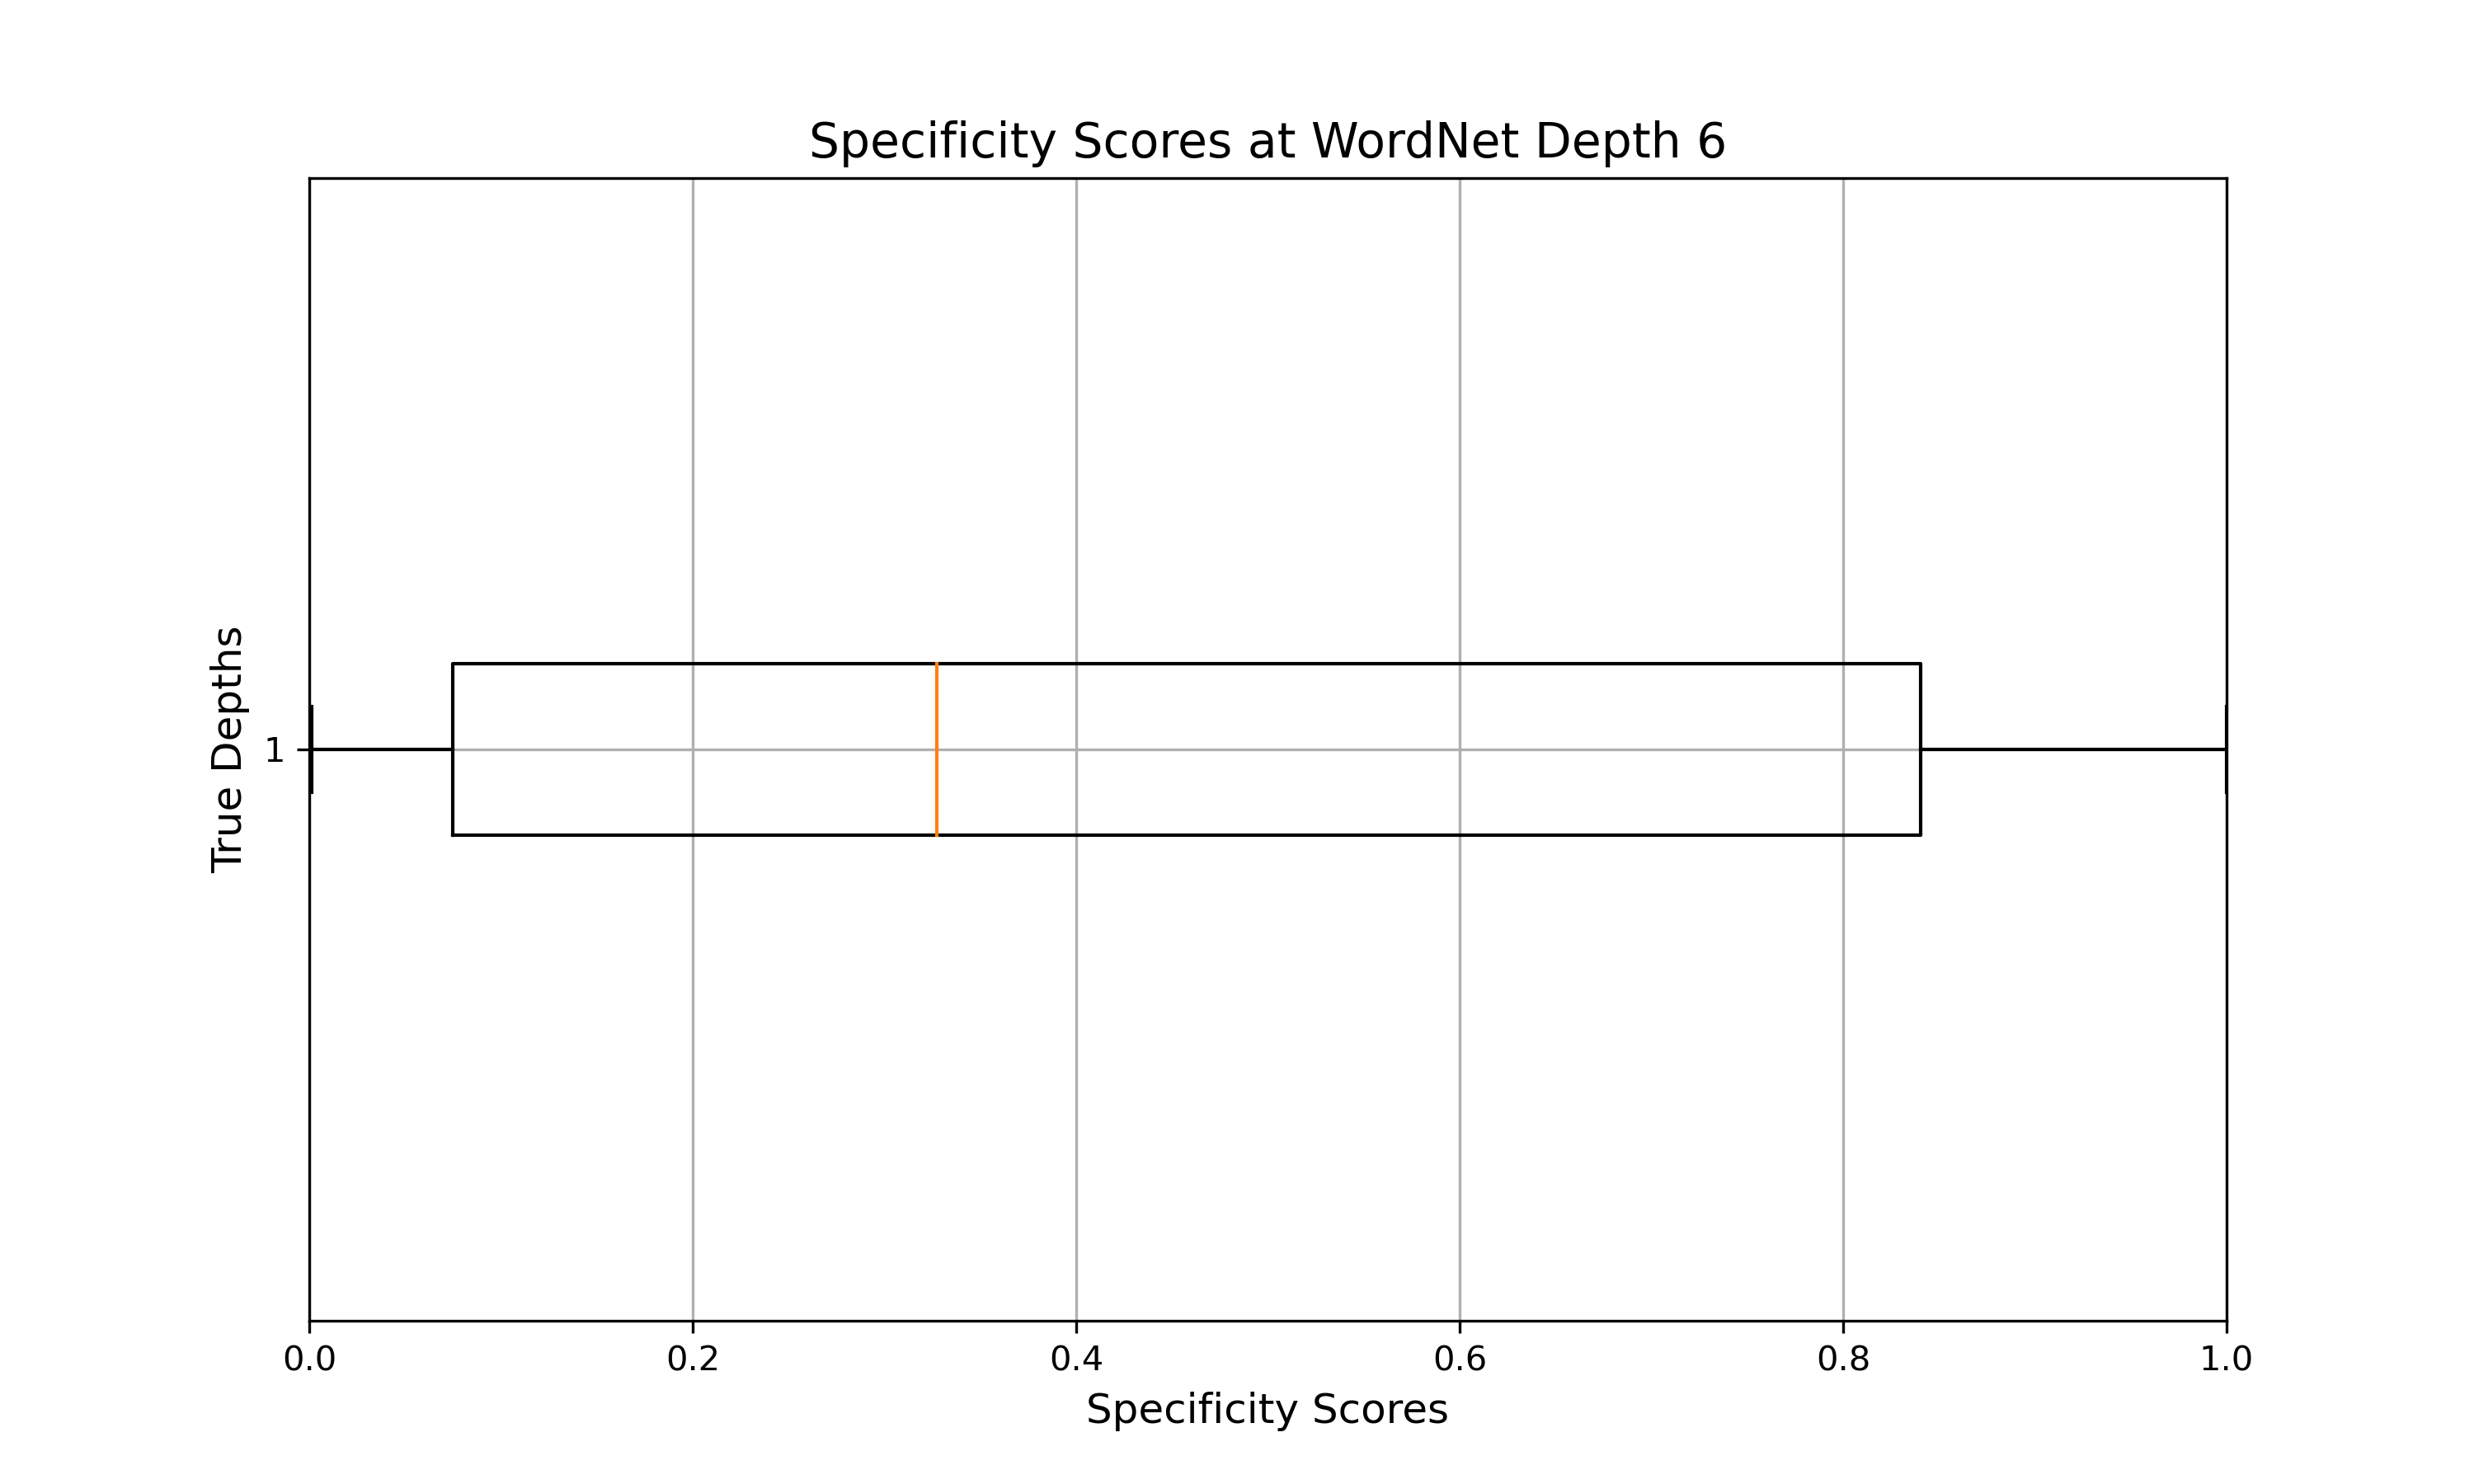 Specificity Scores at WordNet Depth 6
True Depths
1
0.0 0.2 0.4 0.6 0.8 1.0
Specificity Scores